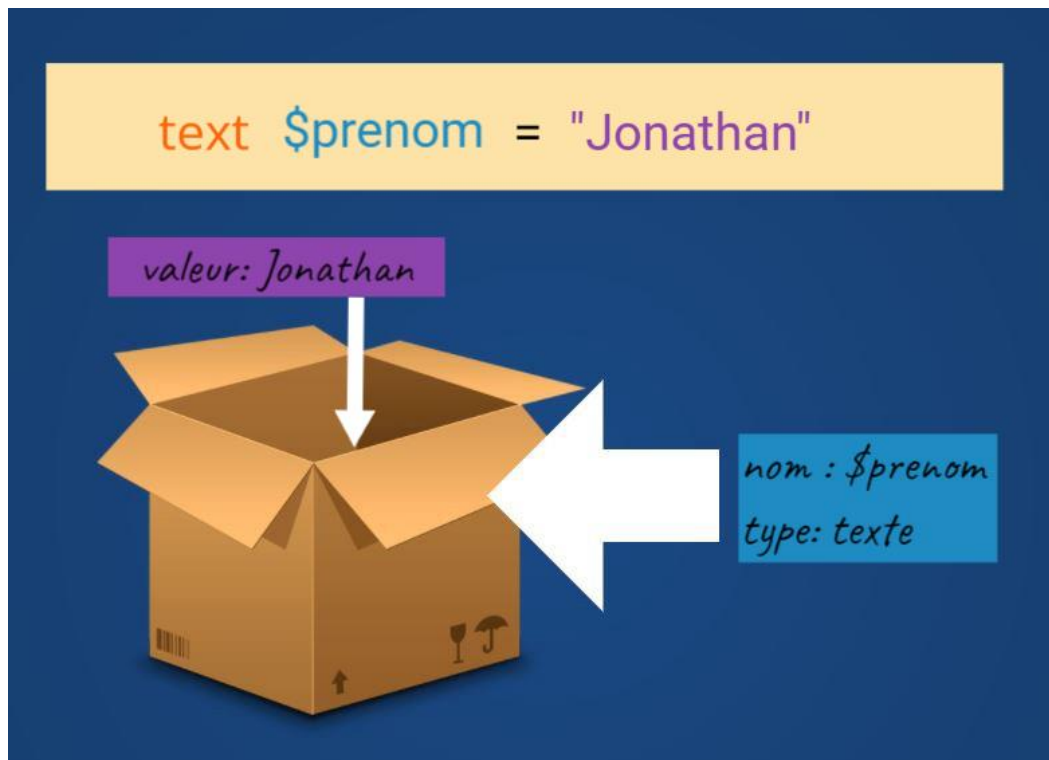 text $prenom = "Jonathan"
valeur: Jonathan
nom : $prenom
type: texte